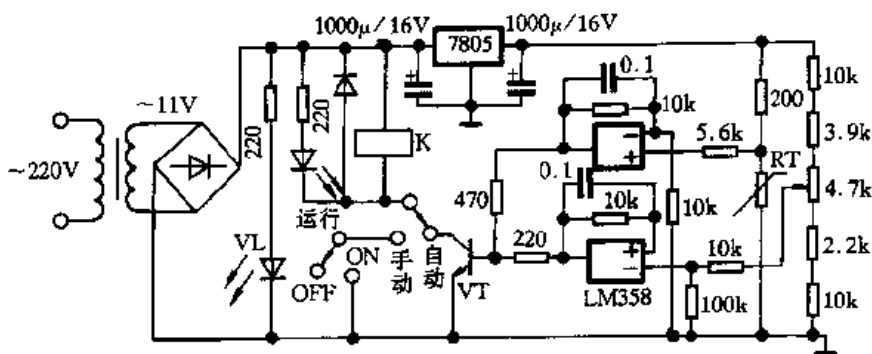 1000μ/16V
7805
1000μ/16V
~11V
~220V
220
220
K
运行
VL
OFF
ON
手动
自动
VT
470
220
0.1
10k
-
+
0.1
10k
+
-
LM358
5.6k
10k
10k
100k
200
RT
10k
3.9k
4.7k
2.2k
10k
+
+